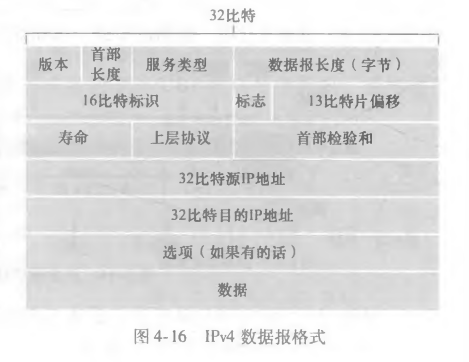 32比特
版本 首部长度 服务类型 数据报长度（字节）
16比特标识 标志 13比特片偏移
寿命 上层协议 首部检验和
32比特源IP地址
32比特目的IP地址
选项（如果有的话）
数据
图4-16 IPv4 数据报格式